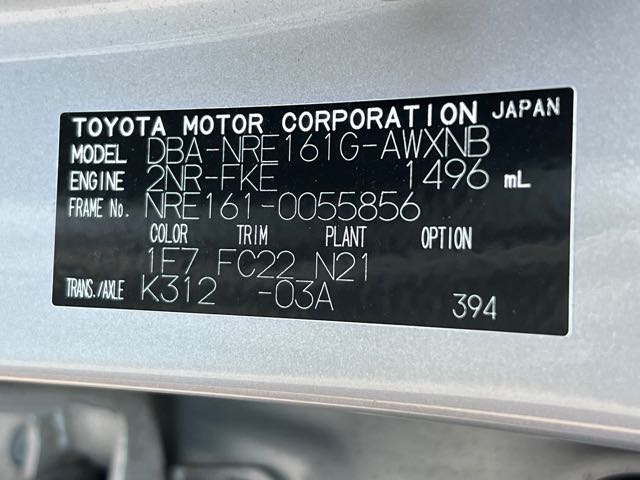 TOYOTA MOTOR CORPORATION JAPAN
MODEL DBA-NRE161G-AWXNB
ENGINE 2NR-FKE 1496 mL
FRAME No. NRE161-0055856
COLOR TRIM PLANT OPTION
1F7 FC22 N21
TRANS./AXLE K312 -03A 394